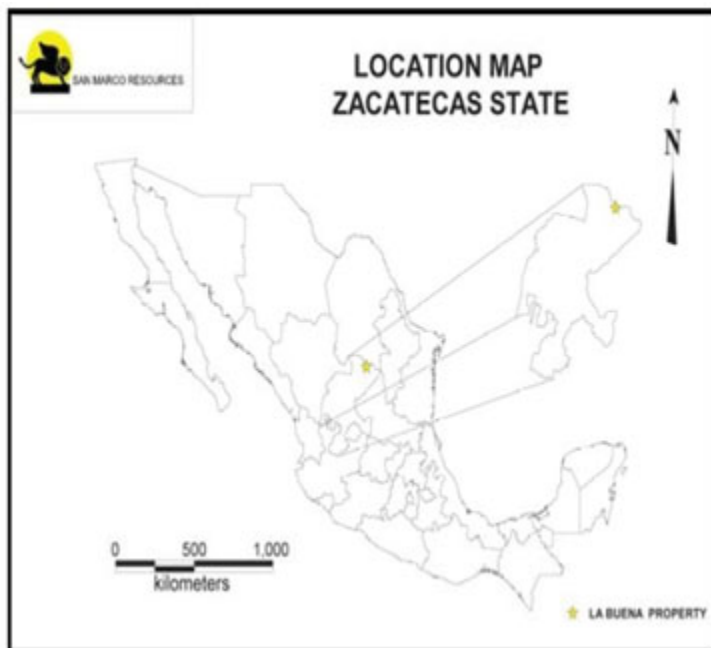 SAN MARCO RESOURCES
LOCATION MAP
ZACATECAS STATE
N
0 500 1,000
kilometers
LA BUENA PROPERTY